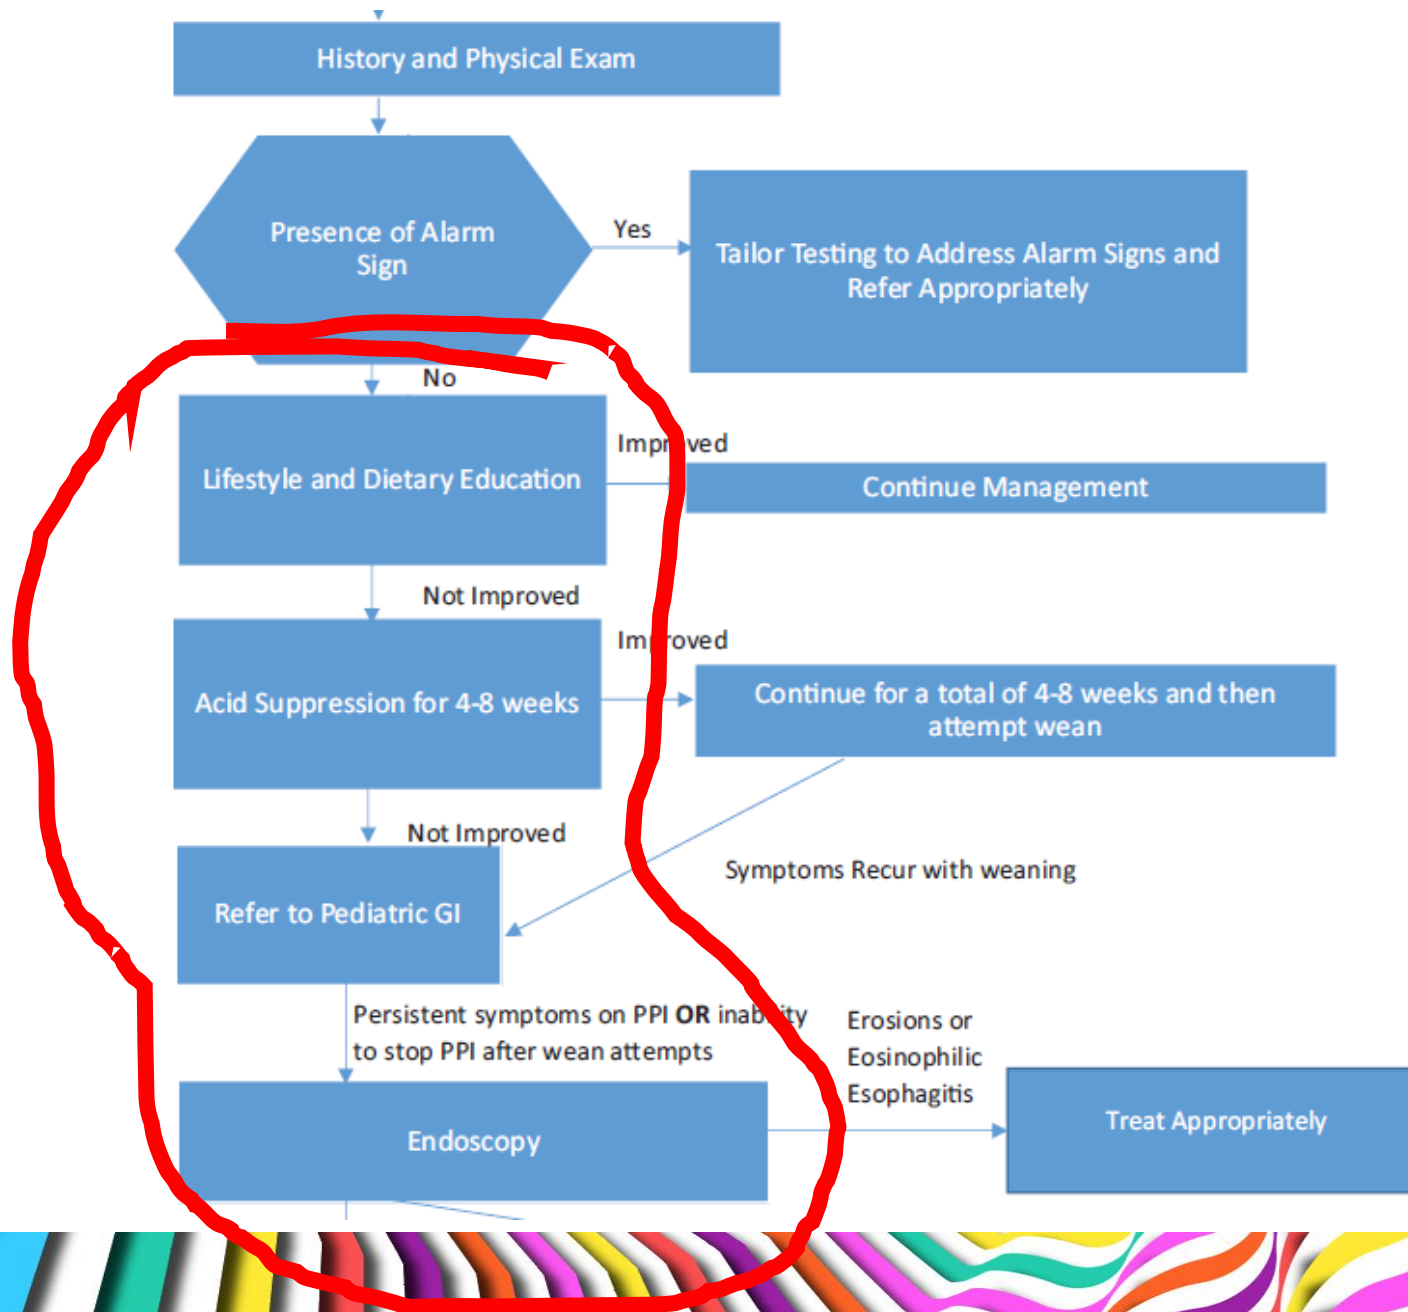 History and Physical Exam
Presence of Alarm
Sign
Yes
Tailor Testing to Address Alarm Signs and
Refer Appropriately
No
Lifestyle and Dietary Education
Improved
Continue Management
Not Improved
Acid Suppression for 4-8 weeks
Improved
Continue for a total of 4-8 weeks and then
attempt wean
Not Improved
Symptoms Recur with weaning
Refer to Pediatric GI
Persistent symptoms on PPI OR inability
to stop PPI after wean attempts
Erosions or
Eosinophilic
Esophagitis
Endoscopy
Treat Appropriately